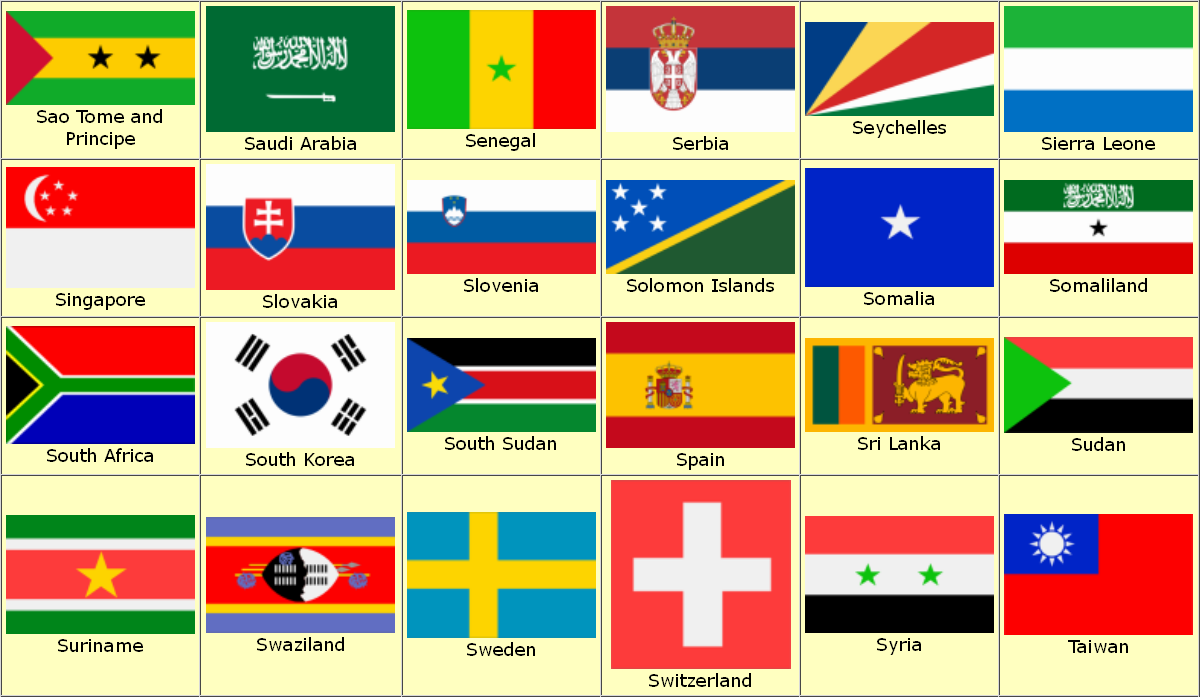 Sao Tome and
Principe
Saudi Arabia
Senegal
Serbia
Seychelles
Sierra Leone
Singapore
Slovakia
Slovenia
Solomon Islands
Somalia
Somaliland
South Africa
South Korea
South Sudan
Spain
Sri Lanka
Sudan
Suriname
Swaziland
Sweden
Switzerland
Syria
Taiwan